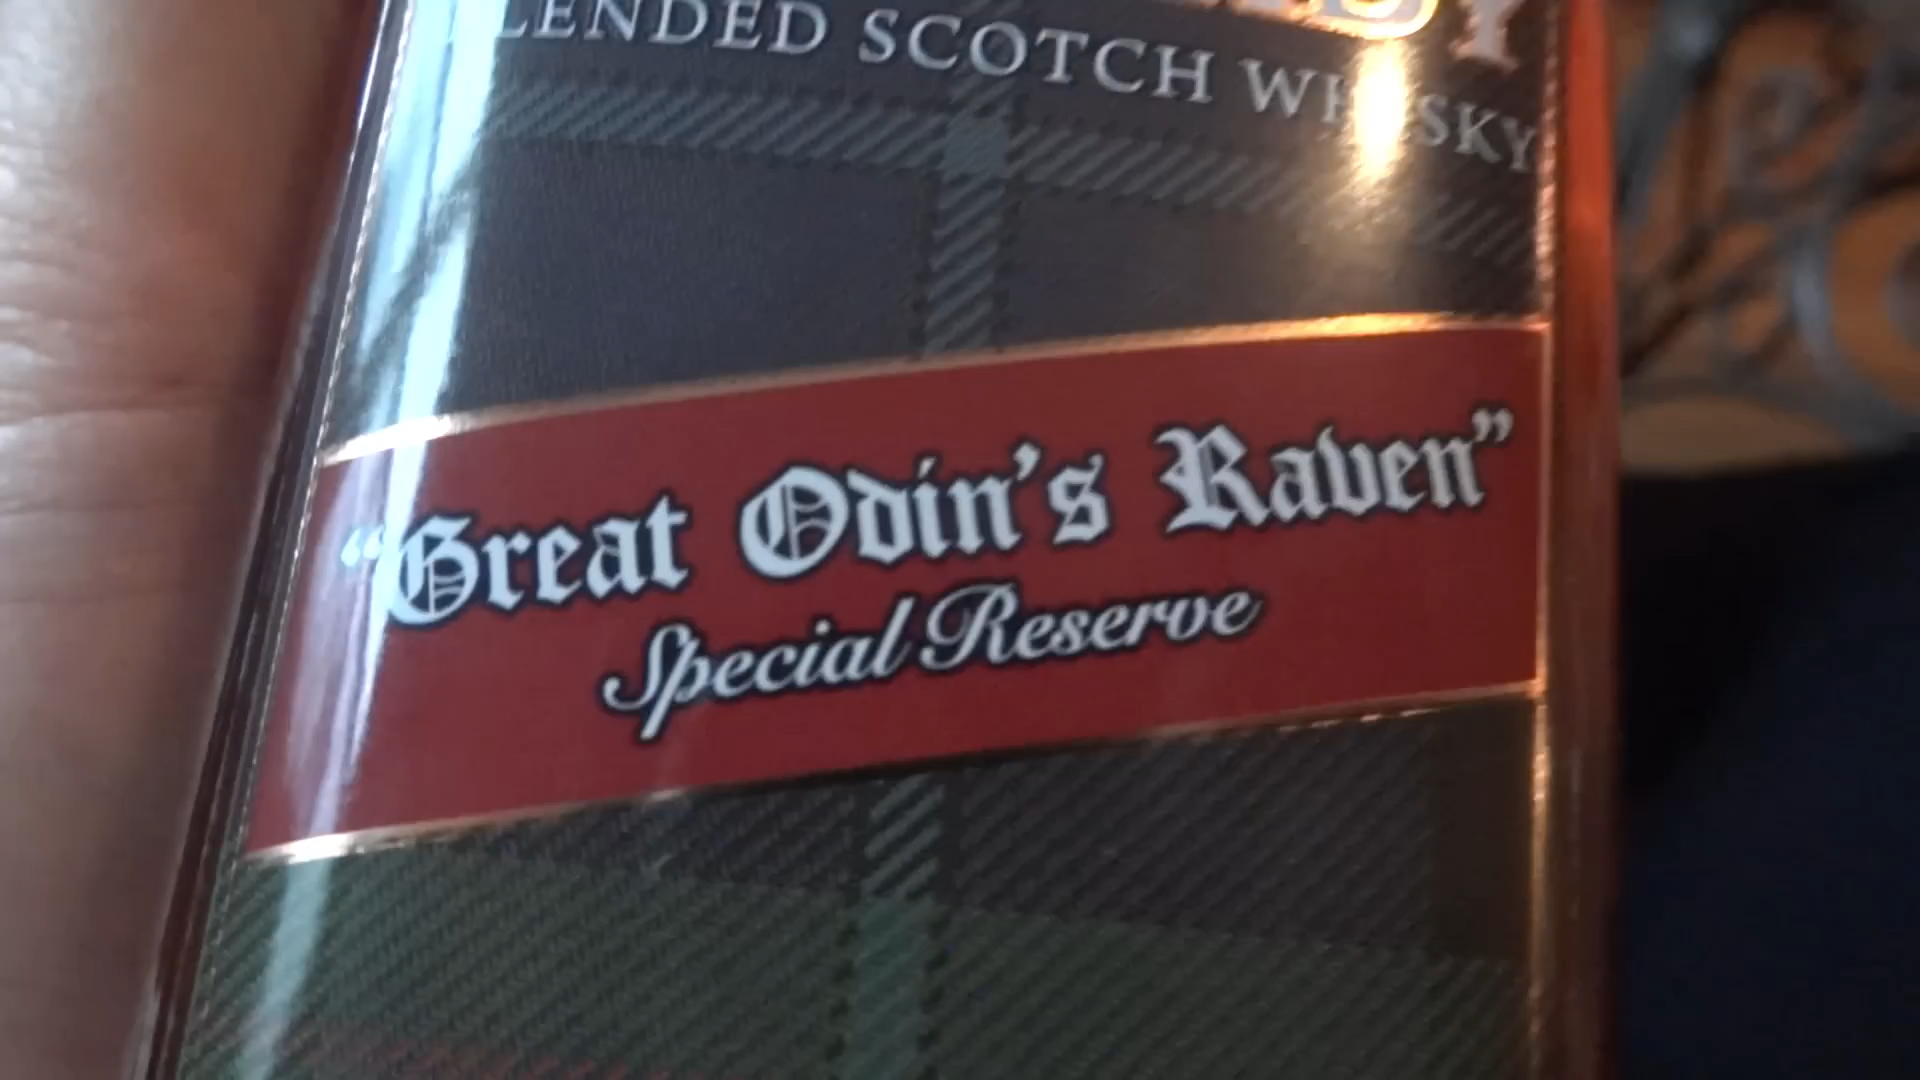 BLENDED SCOTCH WHISKY
“Great Odin's Raven”
Special Reserve